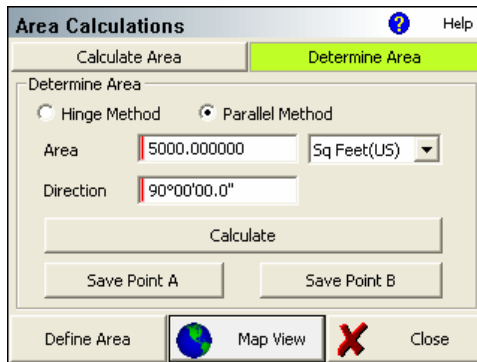 Area Calculations Help
Calculate Area Determine Area
Determine Area
Hinge Method Parallel Method
Area 5000.000000 Sq Feet(US)
Direction 90°00'00.0"
Calculate
Save Point A Save Point B
Define Area Map View Close